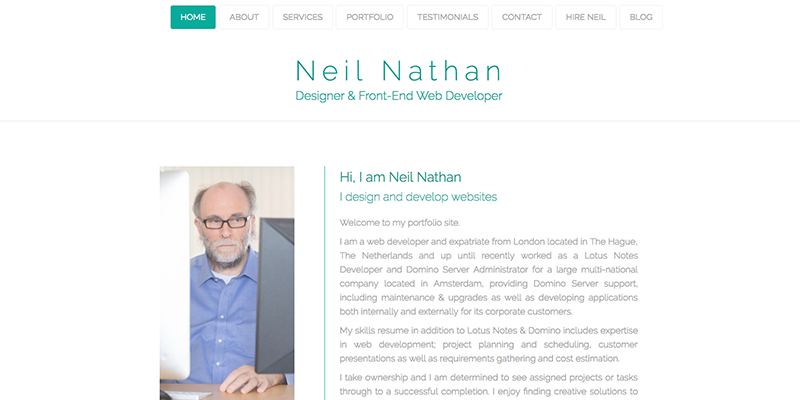 HOME ABOUT SERVICES PORTFOLIO TESTIMONIALS CONTACT HIRE NEIL BLOG
Neil Nathan
Designer & Front-End Web Developer
Hi, I am Neil Nathan
I design and develop websites
Welcome to my portfolio site.
I am a web developer and expatriate from London located in The Hague,
The Netherlands and up until recently worked as a Lotus Notes
Developer and Domino Server Administrator for a large multi-national
company located in Amsterdam, providing Domino Server support,
including maintenance & upgrades as well as developing applications
both internally and externally for its corporate customers.
My skills resume in addition to Lotus Notes & Domino includes expertise
in web development; project planning and scheduling, customer
presentations as well as requirements gathering and cost estimation.
I take ownership and I am determined to see assigned projects or tasks
through to a successful completion. I enjoy finding creative solutions to